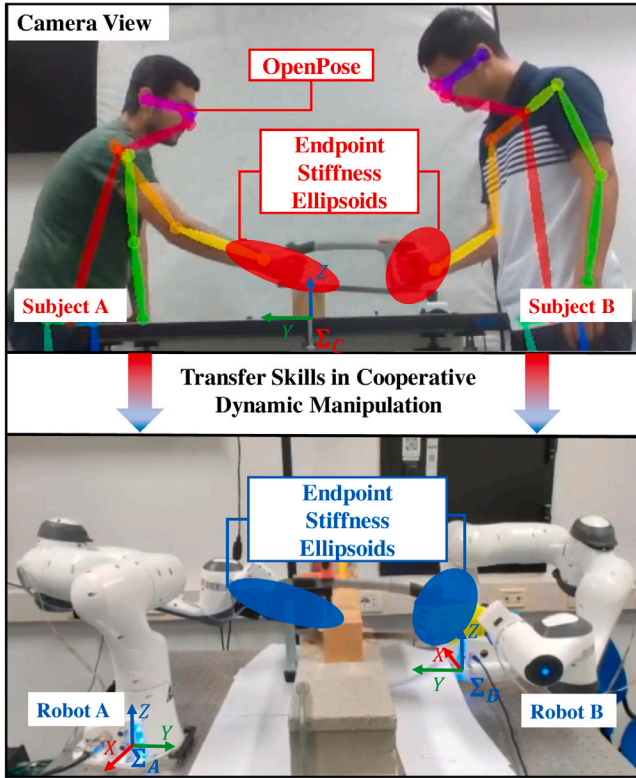 Camera View
OpenPose
Endpoint
Stiffness
Ellipsoids
Subject A
Subject B
Z
Y
Σ_C
Transfer Skills in Cooperative
Dynamic Manipulation
Endpoint
Stiffness
Ellipsoids
Robot A
Z
Y
X
Σ_A
Z
X
Y
Σ_B
Robot B